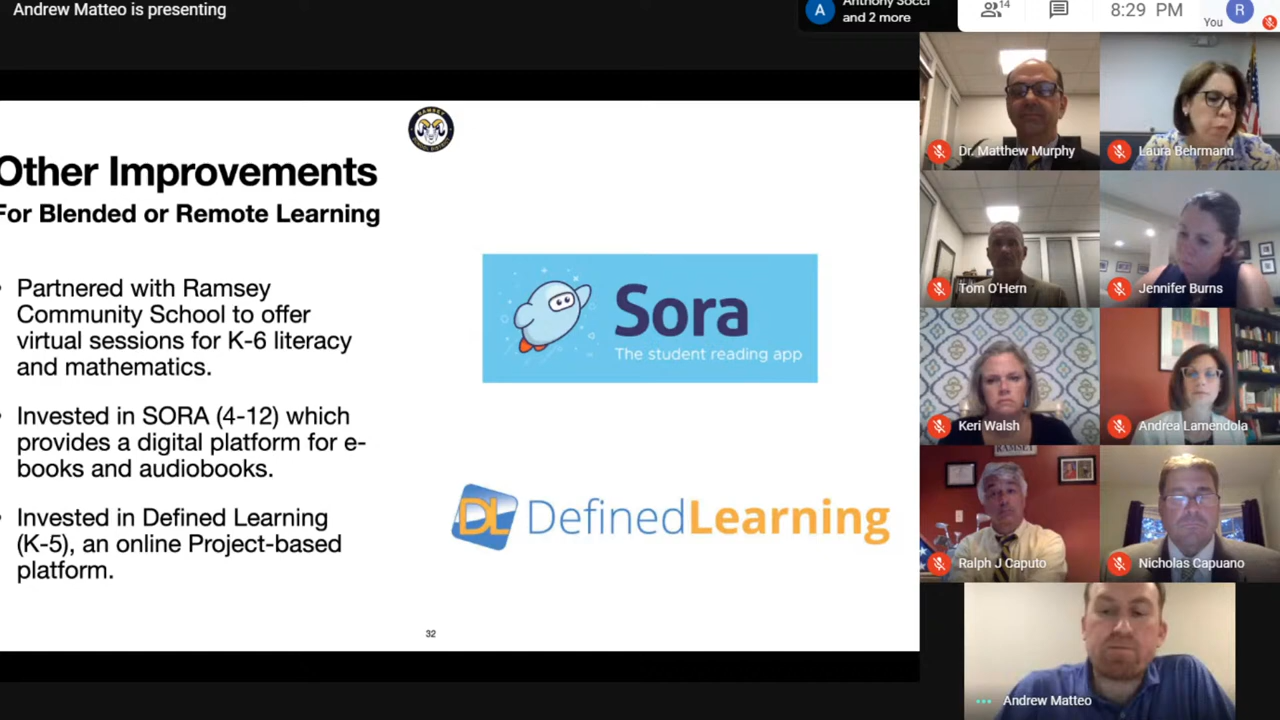 Andrew Matteo is presenting
Anthony Socci
and 2 more
A
14
8:29 PM
You
R
Other Improvements
For Blended or Remote Learning
Partnered with Ramsey
Community School to offer
virtual sessions for K-6 literacy
and mathematics.
Invested in SORA (4-12) which
provides a digital platform for e-
books and audiobooks.
Invested in Defined Learning
(K-5), an online Project-based
platform.
Sora
The student reading app
DL DefinedLearning
32
Dr. Matthew Murphy
Laura Behrmann
Tom O'Hern
Jennifer Burns
Keri Walsh
Andrea Lamendola
RAMSEY
Ralph J Caputo
Nicholas Capuano
Andrew Matteo